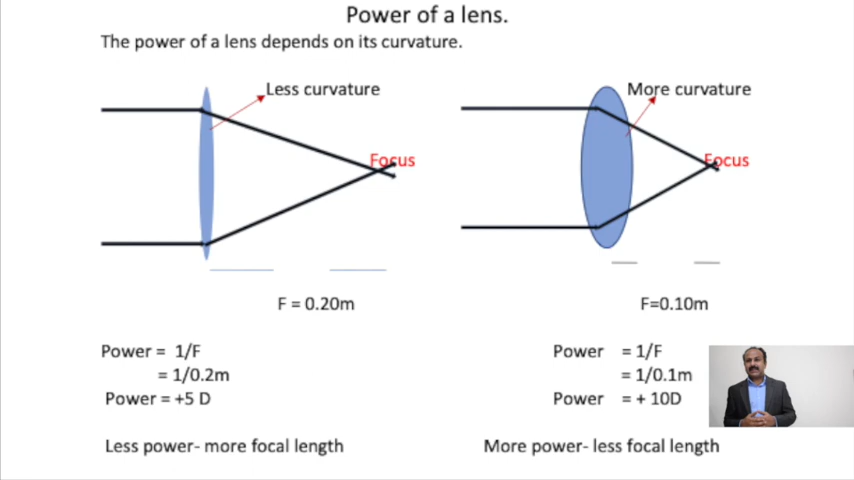 Power of a lens.
The power of a lens depends on its curvature.
Less curvature
Focus
F = 0.20m
Power = 1/F
= 1/0.2m
Power = +5 D
Less power- more focal length
More curvature
Focus
F=0.10m
Power = 1/F
= 1/0.1m
Power = + 10D
More power- less focal length